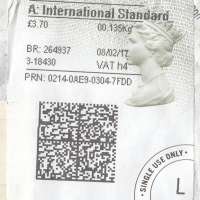 A: International Standard
£3.70 00.135Kg
BR: 264937 08/02/17
3-18430 VAT h4
PRN: 0214-0AE9-0304-7FDD
• SINGLE USE ONLY •
L